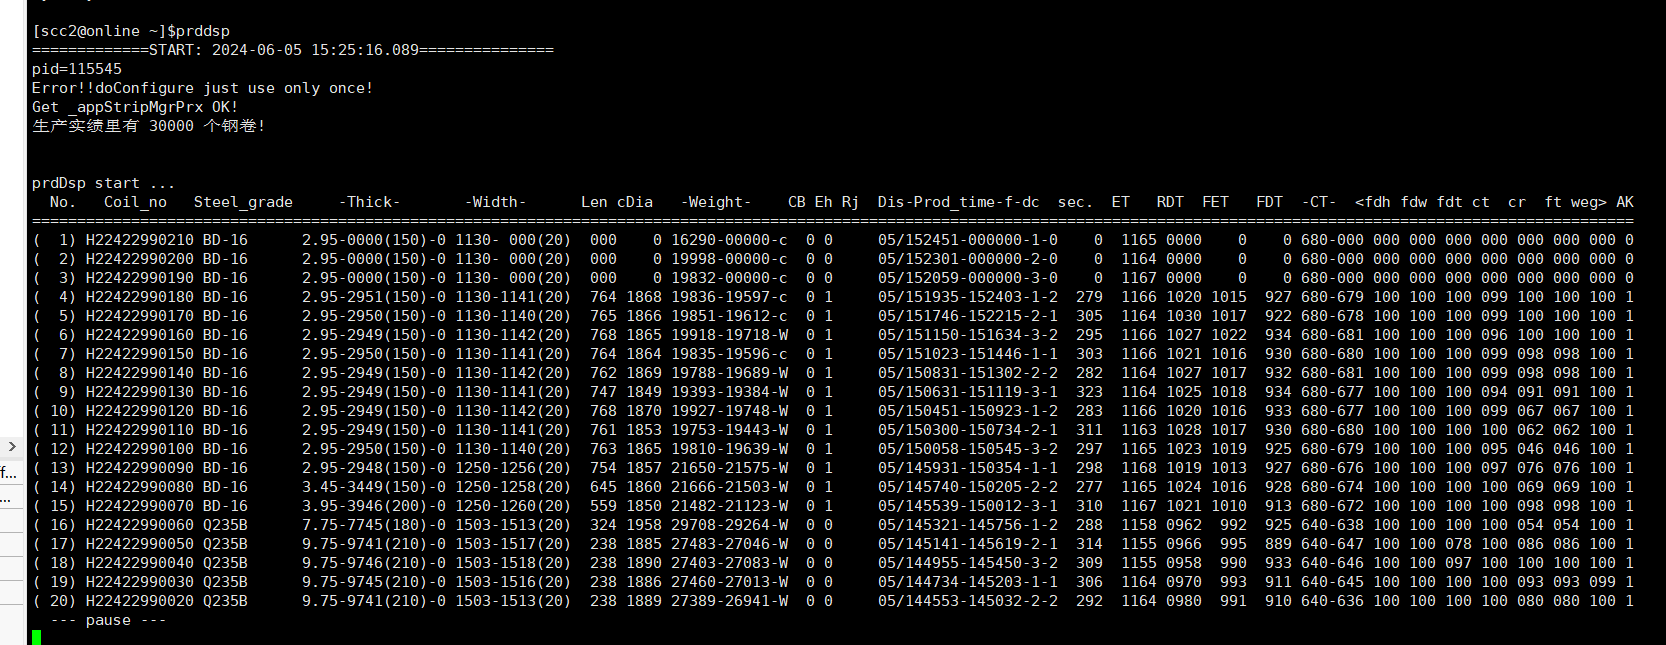 [scc2@online ~]$prddsp
=============START: 2024-06-05 15:25:16.089===============
pid=115545
Error!!doConfigure just use only once!
Get _appStripMgrPrx OK!
生产实绩里有 30000 个钢卷!
prdDsp start ...
No. Coil_no Steel_grade -Thick- -Width- Len cDia -Weight- CB Eh Rj Dis-Prod_time-f-dc sec. ET RDT FET FDT -CT- <fdh fdw fdt ct cr ft weg> AK
( 1) H22422990210 BD-16 2.95-0000(150)-0 1130- 000(20) 000 0 16290-00000-c 0 0 05/152451-000000-1-0 0 1165 0000 0 0 680-000 000 000 000 000 000 000 000 0
( 2) H22422990200 BD-16 2.95-0000(150)-0 1130- 000(20) 000 0 19998-00000-c 0 0 05/152301-000000-2-0 0 1164 0000 0 0 680-000 000 000 000 000 000 000 000 0
( 3) H22422990190 BD-16 2.95-0000(150)-0 1130- 000(20) 000 0 19832-00000-c 0 0 05/152059-000000-3-0 0 1167 0000 0 0 680-000 000 000 000 000 000 000 000 0
( 4) H22422990180 BD-16 2.95-2951(150)-0 1130-1141(20) 764 1868 19836-19597-c 0 1 05/151935-152403-1-2 279 1166 1020 1015 927 680-679 100 100 100 099 100 100 100 1
( 5) H22422990170 BD-16 2.95-2950(150)-0 1130-1140(20) 765 1866 19851-19612-c 0 1 05/151746-152215-2-1 305 1164 1030 1017 922 680-678 100 100 100 099 100 100 100 1
( 6) H22422990160 BD-16 2.95-2949(150)-0 1130-1142(20) 768 1865 19918-19718-W 0 1 05/151150-151634-3-2 295 1166 1027 1022 934 680-681 100 100 100 096 100 100 100 1
( 7) H22422990150 BD-16 2.95-2950(150)-0 1130-1141(20) 764 1864 19835-19596-c 0 1 05/151023-151446-1-1 303 1166 1021 1016 930 680-680 100 100 100 099 098 098 100 1
( 8) H22422990140 BD-16 2.95-2949(150)-0 1130-1142(20) 762 1869 19788-19689-W 0 1 05/150831-151302-2-2 282 1164 1027 1017 932 680-681 100 100 100 099 098 098 100 1
( 9) H22422990130 BD-16 2.95-2949(150)-0 1130-1141(20) 747 1849 19393-19384-W 0 1 05/150631-151119-3-1 323 1164 1025 1018 934 680-677 100 100 100 094 091 091 100 1
( 10) H22422990120 BD-16 2.95-2949(150)-0 1130-1142(20) 768 1870 19927-19748-W 0 1 05/150451-150923-1-2 283 1166 1020 1016 933 680-677 100 100 100 099 067 067 100 1
( 11) H22422990110 BD-16 2.95-2949(150)-0 1130-1141(20) 761 1853 19753-19443-W 0 1 05/150300-150734-2-1 311 1163 1028 1017 930 680-680 100 100 100 100 062 062 100 1
( 12) H22422990100 BD-16 2.95-2950(150)-0 1130-1140(20) 763 1865 19810-19639-W 0 1 05/150058-150545-3-2 297 1165 1023 1019 925 680-679 100 100 100 095 046 046 100 1
( 13) H22422990090 BD-16 2.95-2948(150)-0 1250-1256(20) 754 1857 21650-21575-W 0 1 05/145931-150354-1-1 298 1168 1019 1013 927 680-676 100 100 100 097 076 076 100 1
( 14) H22422990080 BD-16 3.45-3449(150)-0 1250-1258(20) 645 1860 21666-21503-W 0 1 05/145740-150205-2-2 277 1165 1024 1016 928 680-674 100 100 100 100 069 069 100 1
( 15) H22422990070 BD-16 3.95-3946(200)-0 1250-1260(20) 559 1850 21482-21123-W 0 1 05/145539-150012-3-1 310 1167 1021 1010 913 680-672 100 100 100 100 098 098 100 1
( 16) H22422990060 Q235B 7.75-7745(180)-0 1503-1513(20) 324 1958 29708-29264-W 0 0 05/145321-145756-1-2 288 1158 0962 992 925 640-638 100 100 100 100 054 054 100 1
( 17) H22422990050 Q235B 9.75-9741(210)-0 1503-1517(20) 238 1885 27483-27046-W 0 0 05/145141-145619-2-1 314 1155 0966 995 889 640-647 100 100 078 100 086 086 100 1
( 18) H22422990040 Q235B 9.75-9746(210)-0 1503-1518(20) 238 1890 27403-27083-W 0 0 05/144955-145450-3-2 309 1155 0958 990 933 640-646 100 100 097 100 100 100 100 1
( 19) H22422990030 Q235B 9.75-9745(210)-0 1503-1516(20) 238 1886 27460-27013-W 0 0 05/144734-145203-1-1 306 1164 0970 993 911 640-645 100 100 100 100 093 093 099 1
( 20) H22422990020 Q235B 9.75-9741(210)-0 1503-1513(20) 238 1889 27389-26941-W 0 0 05/144553-145032-2-2 292 1164 0980 991 910 640-636 100 100 100 100 080 080 100 1
--- pause ---